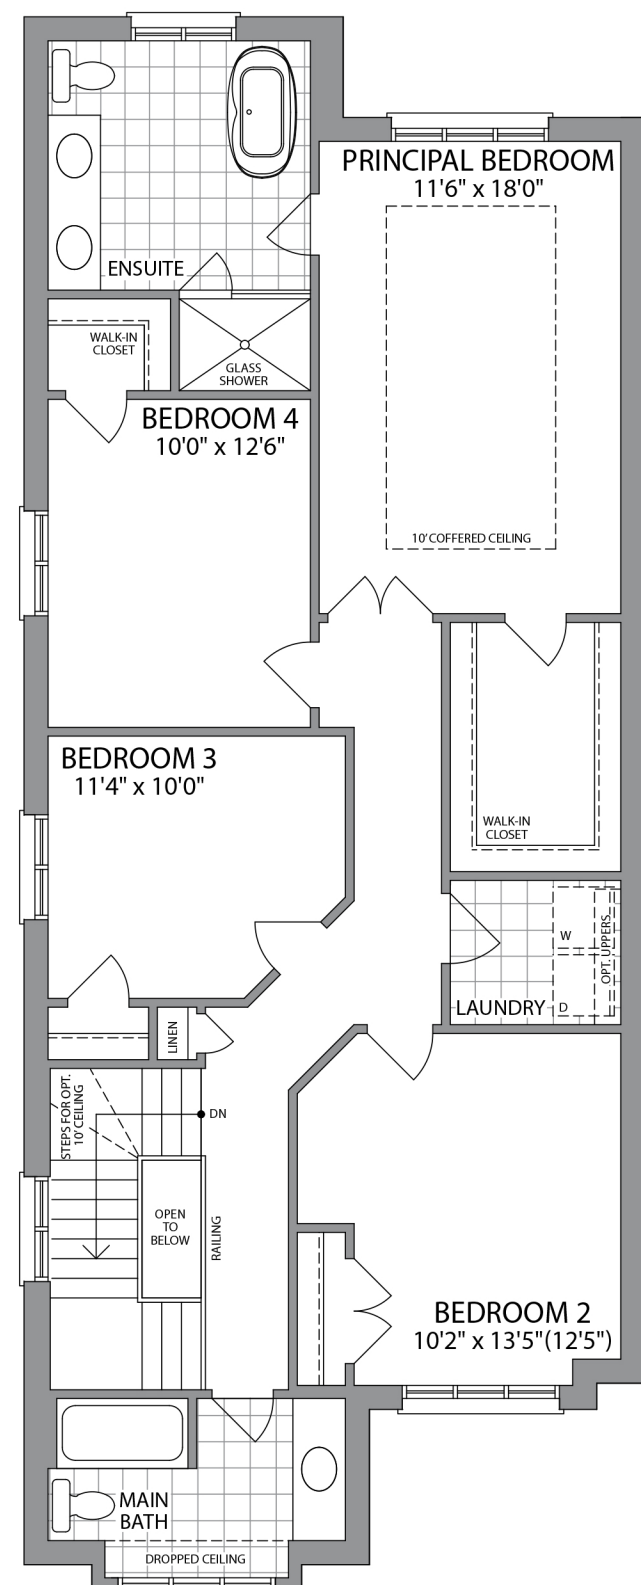 PRINCIPAL BEDROOM
11'6" x 18'0"
ENSUITE
WALK-IN
CLOSET
GLASS
SHOWER
BEDROOM 4
10'0" x 12'6"
10' COFFERED CEILING
BEDROOM 3
11'4" x 10'0"
WALK-IN
CLOSET
W
OPT. UPPERS
LAUNDRY
D
LINEN
STEPS FOR OPT.
10' CEILING
DN
OPEN
TO
BELOW
RAILING
BEDROOM 2
10'2" x 13'5"(12'5")
MAIN
BATH
DROPPED CEILING